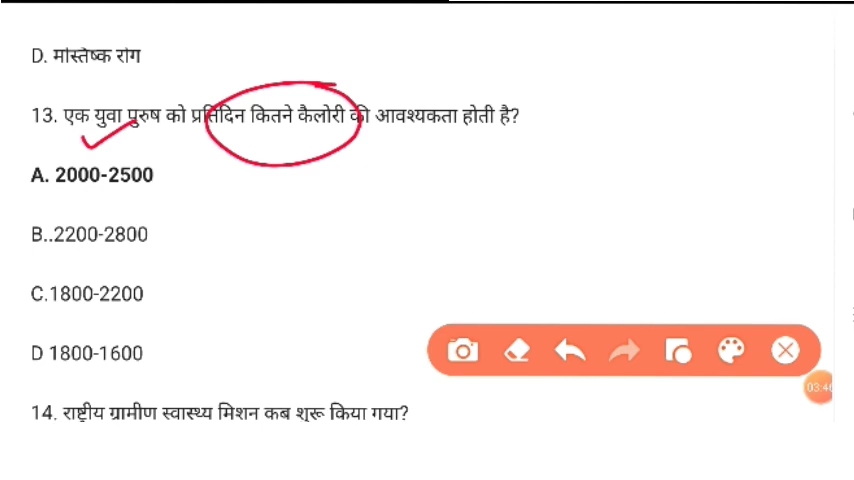 D. मस्तिष्क रोग
13. एक युवा पुरुष को प्रतिदिन कितने कैलोरी की आवश्यकता होती है?
A. 2000-2500
B..2200-2800
C.1800-2200
D 1800-1600
03:46
14. राष्ट्रीय ग्रामीण स्वास्थ्य मिशन कब शुरू किया गया?